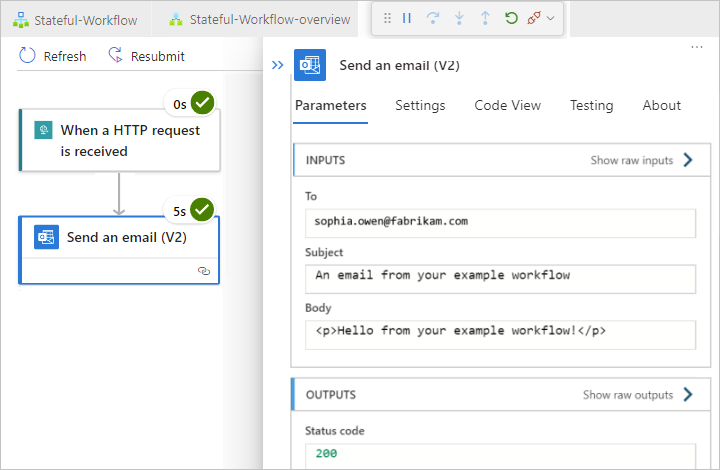 Stateful-Workflow
Stateful-Workflow-overview
Refresh
Resubmit
0s
When a HTTP request
is received
5s
Send an email (V2)
Send an email (V2)
Parameters
Settings
Code View
Testing
About
INPUTS
Show raw inputs
To
sophia.owen@fabrikam.com
Subject
An email from your example workflow
Body
<p>Hello from your example workflow!</p>
OUTPUTS
Show raw outputs
Status code
200